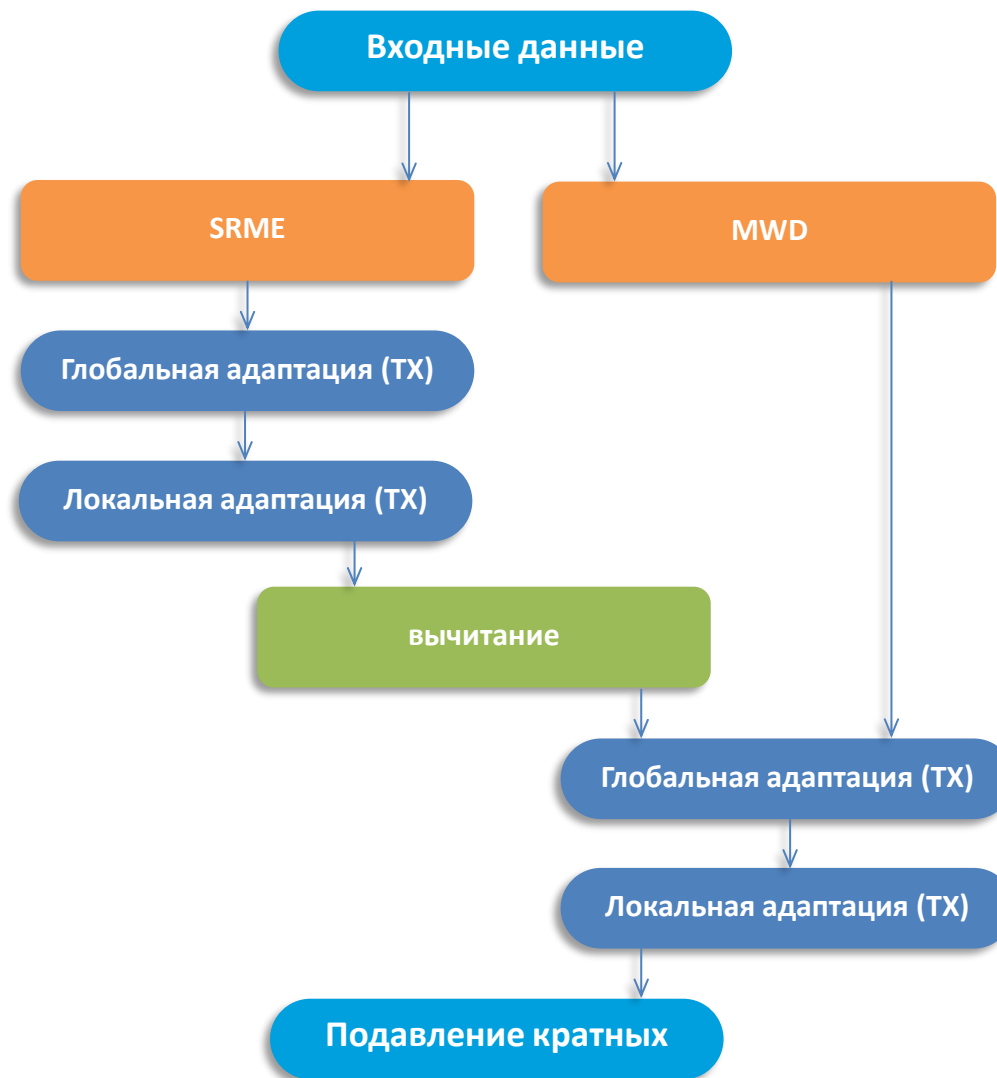 Входные данные
SRME
MWD
Глобальная адаптация (TX)
Локальная адаптация (TX)
вычитание
Глобальная адаптация (TX)
Локальная адаптация (TX)
Подавление кратных